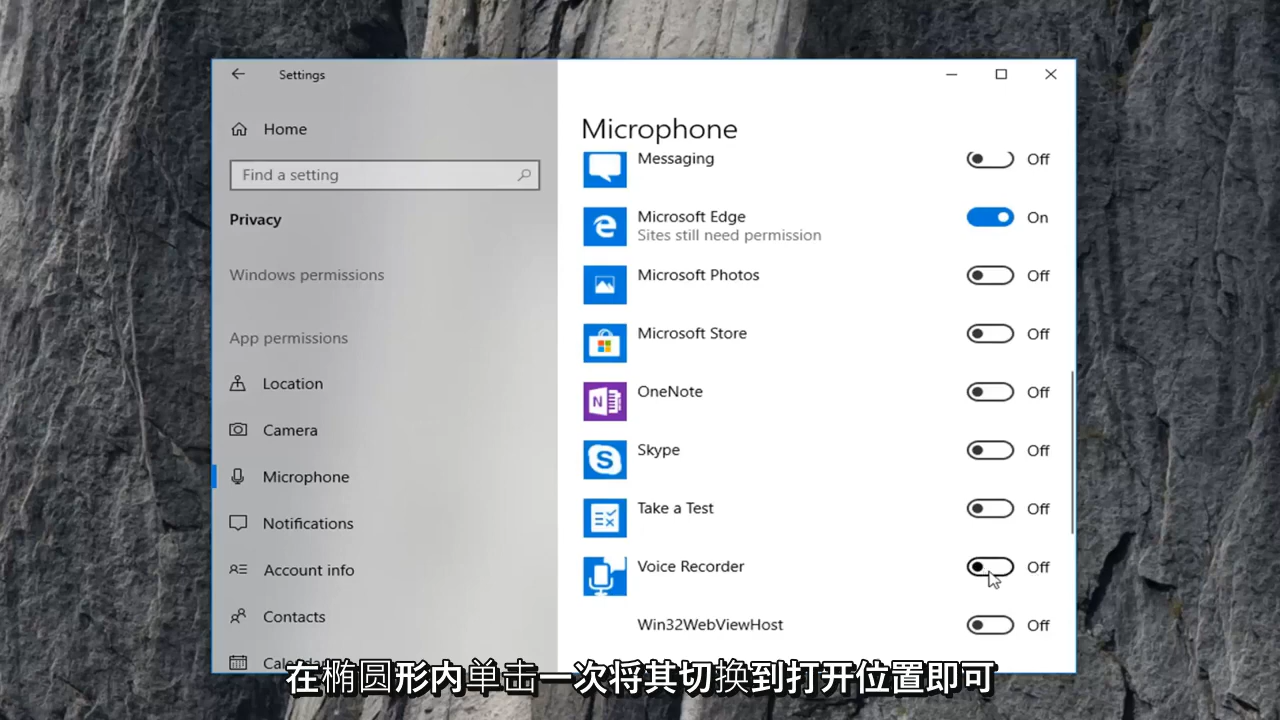 Settings
Home
Find a setting
Privacy
Windows permissions
App permissions
Location
Camera
Microphone
Notifications
Account info
Contacts
Microphone
Messaging Off
Microsoft Edge On
Sites still need permission
Microsoft Photos Off
Microsoft Store Off
OneNote Off
Skype Off
Take a Test Off
Voice Recorder Off
Win32WebViewHost Off
在椭圆形内单击一次将其切换到打开位置即可